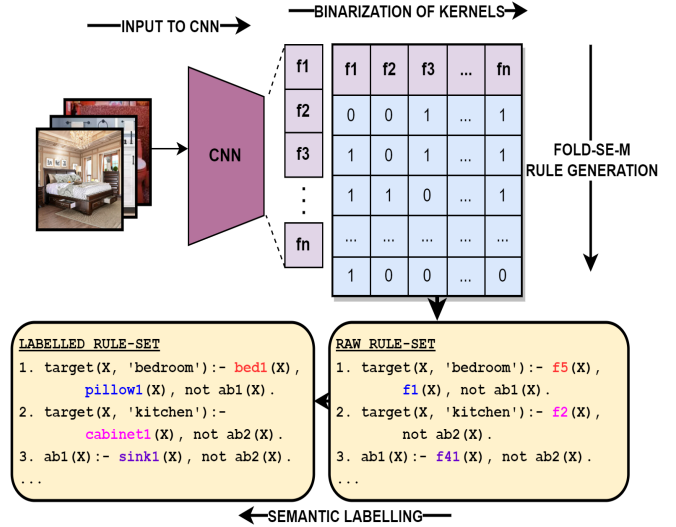 INPUT TO CNN
BINARIZATION OF KERNELS
CNN
f1
f2
f3
fn
f1 f2 f3 ... fn
0 0 1 ... 1
1 0 1 ... 1
1 1 0 ... 1
... ... ... ... ...
1 0 0 ... 0
FOLD-SE-M
RULE GENERATION
LABELLED RULE-SET
1. target(X, 'bedroom'):- bed1(X),
pillow1(X), not ab1(X).
2. target(X, 'kitchen'):-
cabinet1(X), not ab2(X).
3. ab1(X):- sink1(X), not ab2(X).
...
RAW RULE-SET
1. target(X, 'bedroom'):- f5(X),
f1(X), not ab1(X).
2. target(X, 'kitchen'):- f2(X),
not ab2(X).
3. ab1(X):- f41(X), not ab2(X).
...
SEMANTIC LABELLING